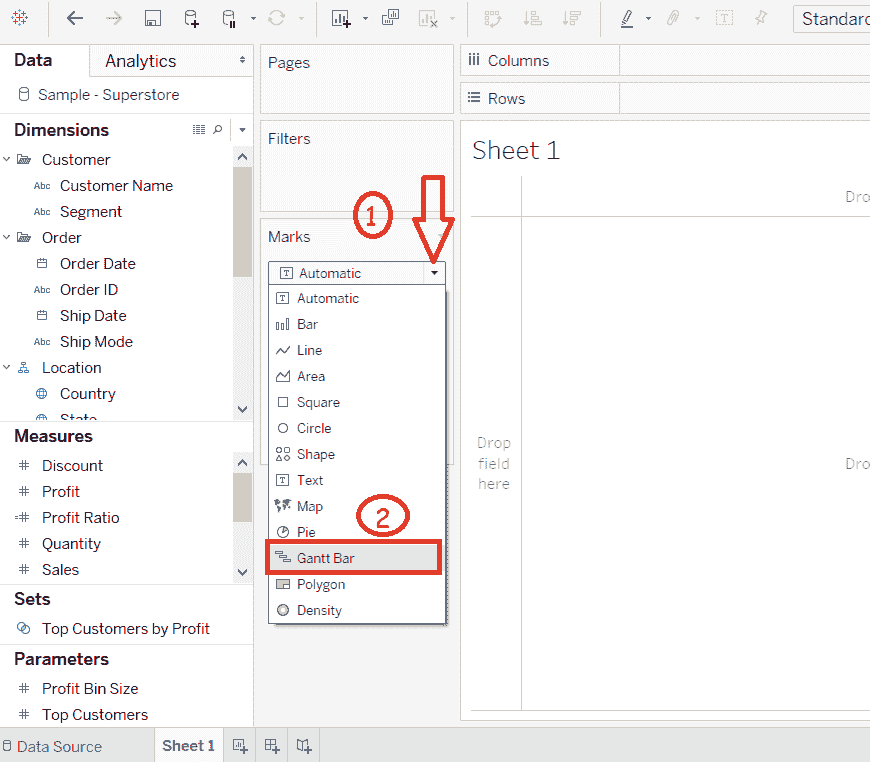 Standard
Data
Analytics
Sample - Superstore
Dimensions
Customer
Abc Customer Name
Abc Segment
Order
Order Date
Abc Order ID
Ship Date
Abc Ship Mode
Location
Country
State
Measures
Discount
Profit
Profit Ratio
Quantity
Sales
Sets
Top Customers by Profit
Parameters
Profit Bin Size
Top Customers
Pages
Filters
1
Marks
Automatic
Automatic
Bar
Line
Area
Square
Circle
Shape
Text
Map
2
Pie
Gantt Bar
Polygon
Density
Columns
Rows
Sheet 1
Dro
Drop
field
here
Dro
Data Source
Sheet 1